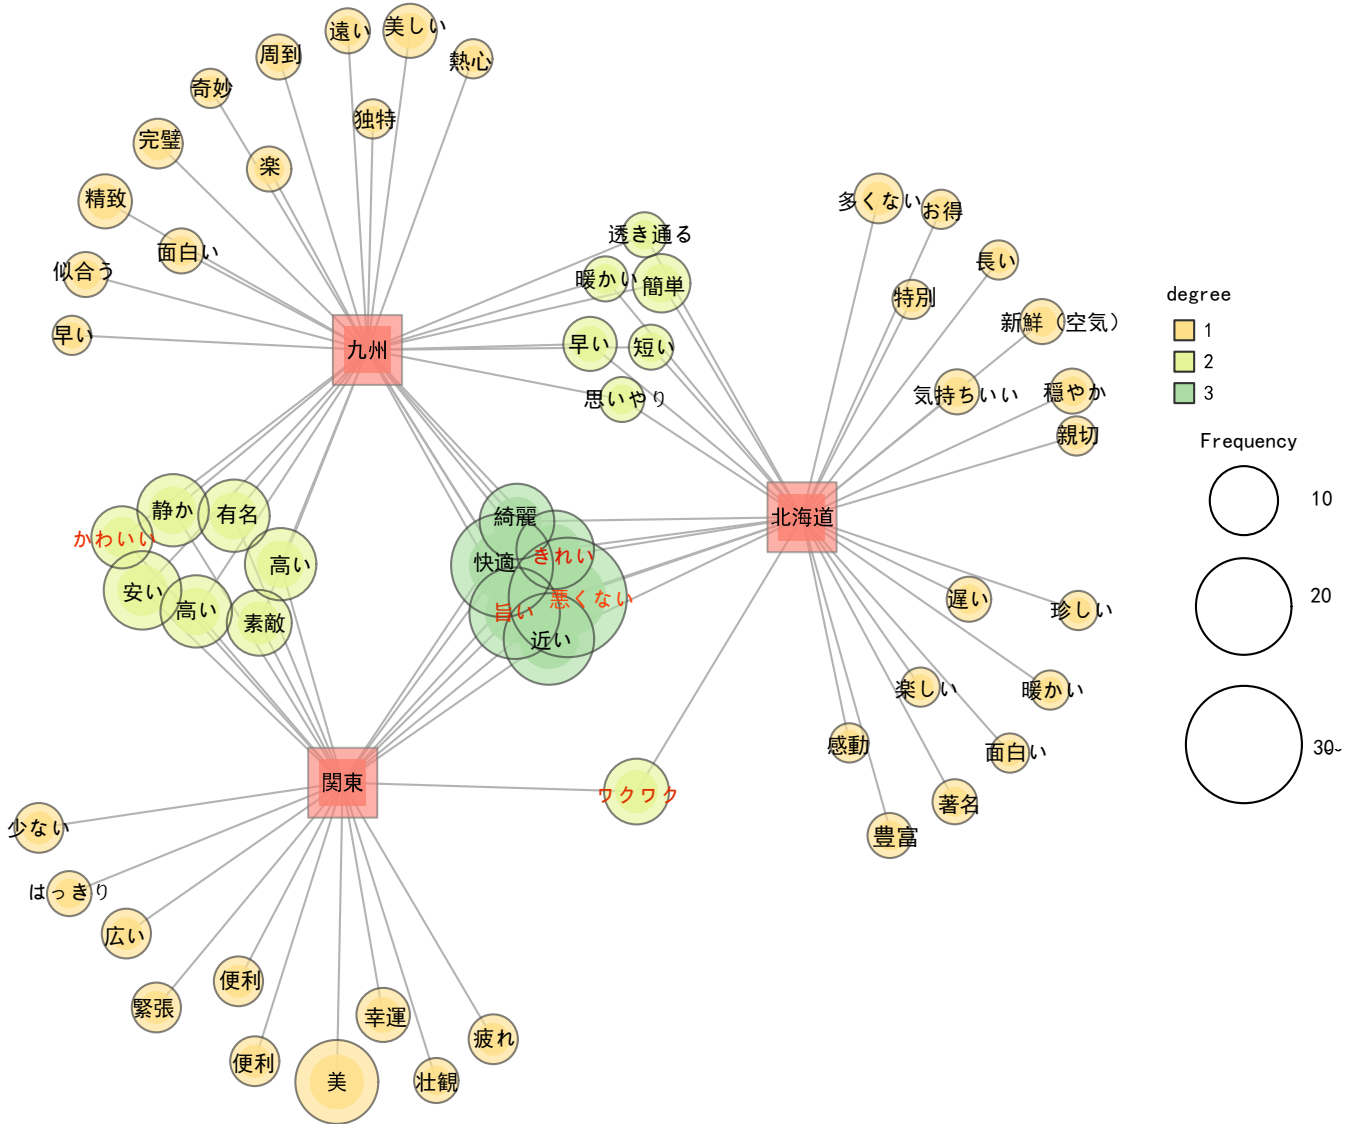 遠い
美しい
周到
熱心
奇妙
独特
完璧
楽
精致
面白い
似合う
早い
九州
透き通る
暖かい
簡単
早い
短い
思いやり
多くない
お得
長い
特別
新鮮（空気）
気持ちいい
穏やか
親切
北海道
degree
1
2
3
Frequency
10
20
30~
静か
有名
かわいい
高い
安い
高い
素敵
綺麗
快適
きれい
悪くない
旨い
近い
遅い
珍しい
楽しい
暖かい
感動
面白い
著名
豊富
関東
ワクワク
少ない
はっきり
広い
緊張
便利
便利
幸運
疲れ
美
壮観